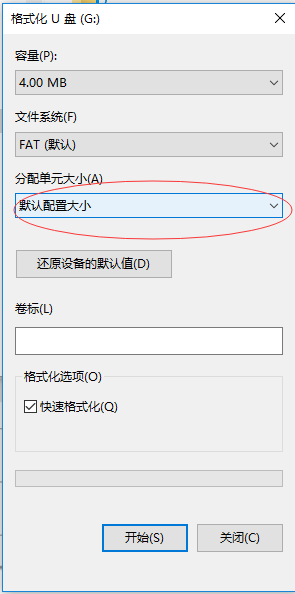 格式化 U 盘 (G:)
容量(P):
4.00 MB
文件系统(F)
FAT (默认)
分配单元大小(A)
默认配置大小
还原设备的默认值(D)
卷标(L)
格式化选项(O)
快速格式化(Q)
开始(S)
关闭(C)